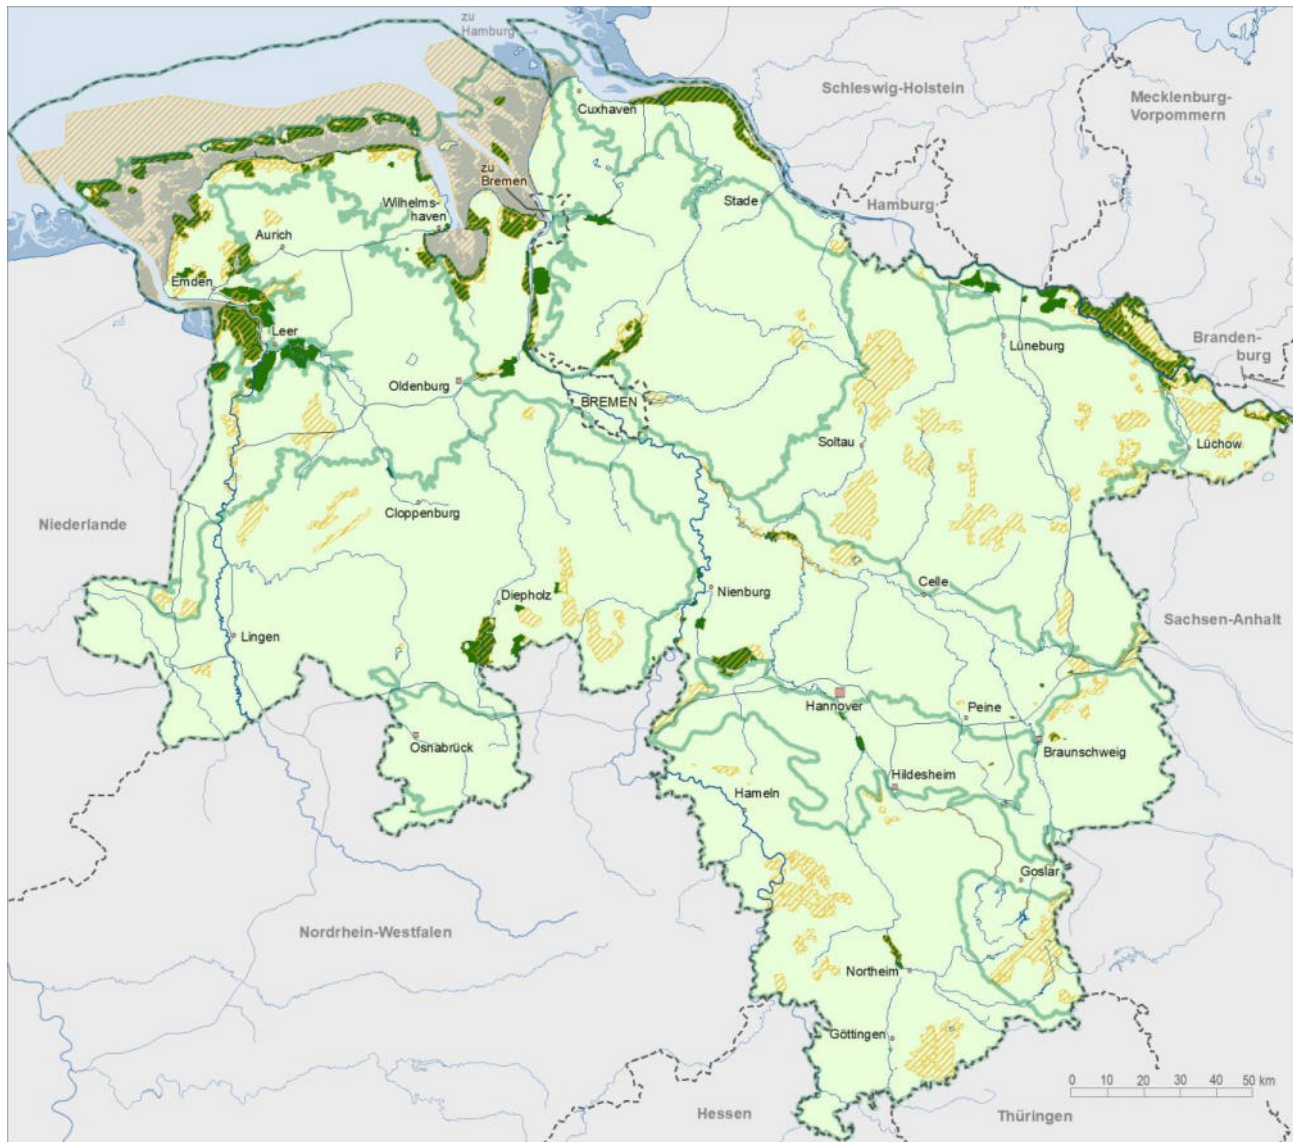 zu
Hamburg
Schleswig-Holstein
Mecklenburg-
Vorpommern
Cuxhaven
zu
Bremen
Wilhelms-
haven
Stade
Hamburg
Aurich
Emden
Leer
Lüneburg
Branden-
burg
Oldenburg
BREMEN
Soltau
Lüchow
Cloppenburg
Niederlande
Celle
Nienburg
Diepholz
Sachsen-Anhalt
Lingen
Hannover
Peine
Osnabrück
Braunschweig
Hildesheim
Hameln
Goslar
Nordrhein-Westfalen
Northeim
Göttingen
0 10 20 30 40 50 km
Hessen
Thüringen